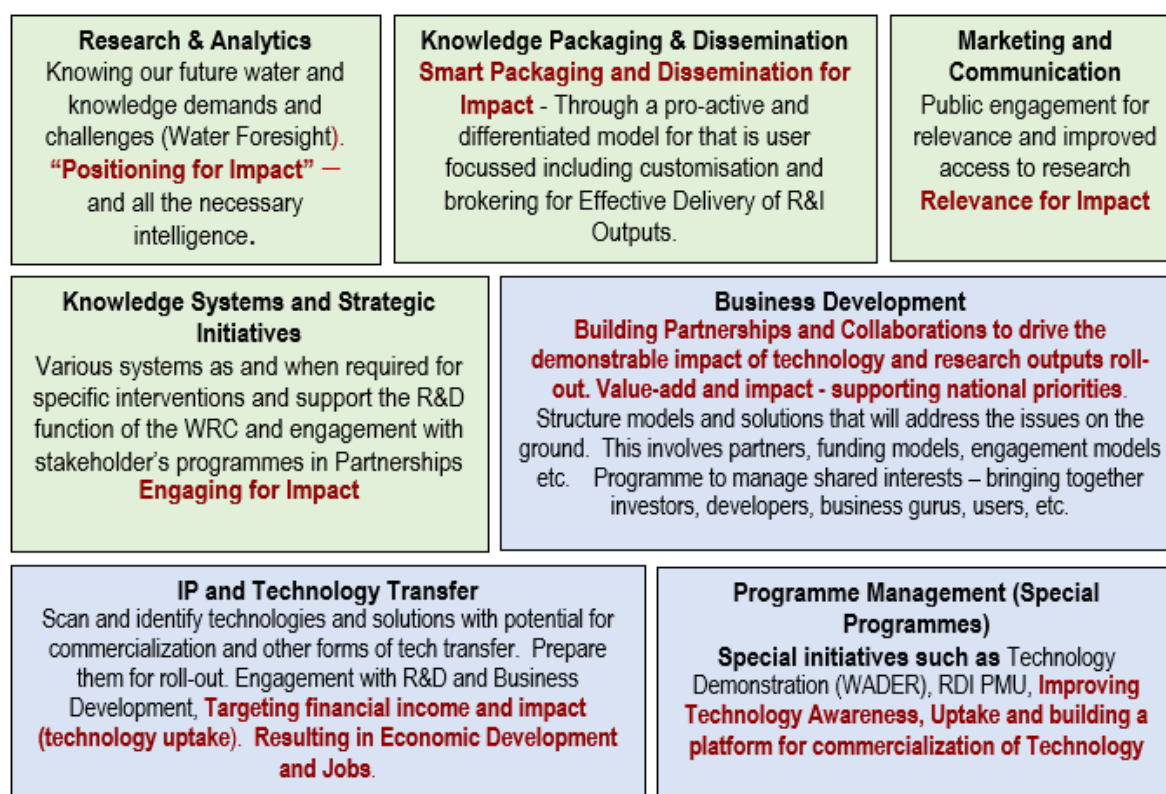 Research & Analytics
Knowing our future water and
knowledge demands and
challenges (Water Foresight).
“Positioning for Impact” –
and all the necessary
intelligence.
Knowledge Packaging & Dissemination
Smart Packaging and Dissemination for
Impact - Through a pro-active and
differentiated model for that is user
focussed including customisation and
brokering for Effective Delivery of R&I
Outputs.
Marketing and
Communication
Public engagement for
relevance and improved
access to research
Relevance for Impact
Knowledge Systems and Strategic
Initiatives
Various systems as and when required for
specific interventions and support the R&D
function of the WRC and engagement with
stakeholder’s programmes in Partnerships
Engaging for Impact
Business Development
Building Partnerships and Collaborations to drive the
demonstrable impact of technology and research outputs roll-
out. Value-add and impact - supporting national priorities.
Structure models and solutions that will address the issues on the
ground. This involves partners, funding models, engagement models
etc. Programme to manage shared interests – bringing together
investors, developers, business gurus, users, etc.
IP and Technology Transfer
Scan and identify technologies and solutions with potential for
commercialization and other forms of tech transfer. Prepare
them for roll-out. Engagement with R&D and Business
Development, Targeting financial income and impact
(technology uptake). Resulting in Economic Development
and Jobs.
Programme Management (Special
Programmes)
Special initiatives such as Technology
Demonstration (WADER), RDI PMU, Improving
Technology Awareness, Uptake and building a
platform for commercialization of Technology